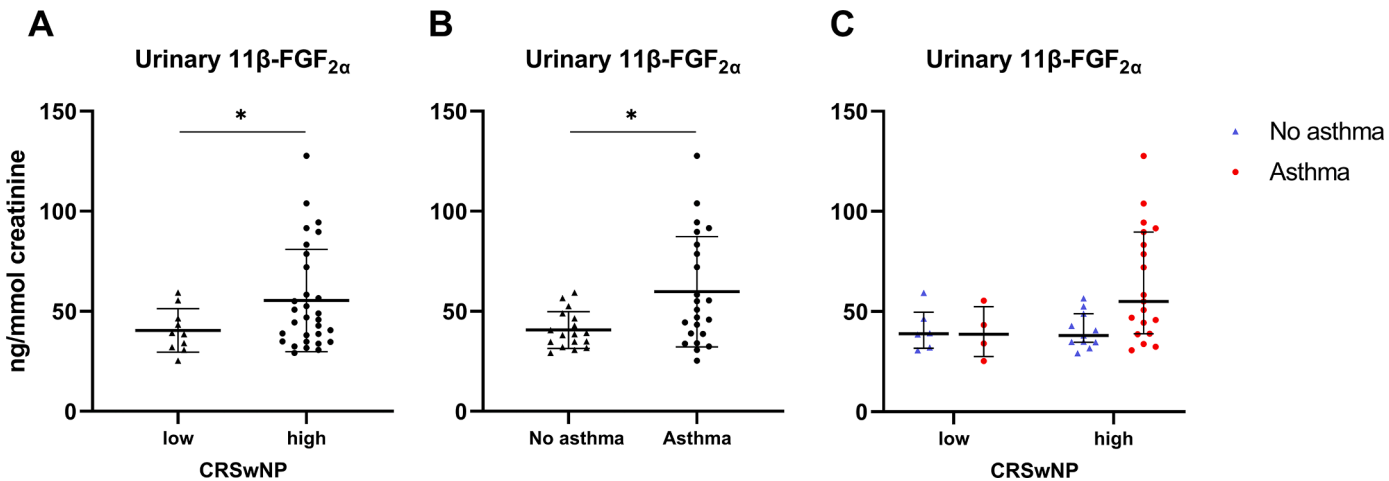 A
Urinary 11β-FGF2α
ng/mmol creatinine
150
100
50
0
*
low high
CRSwNP
B
Urinary 11β-FGF2α
150
100
50
0
*
No asthma Asthma
C
Urinary 11β-FGF2α
150
100
50
0
low high
CRSwNP
No asthma
Asthma